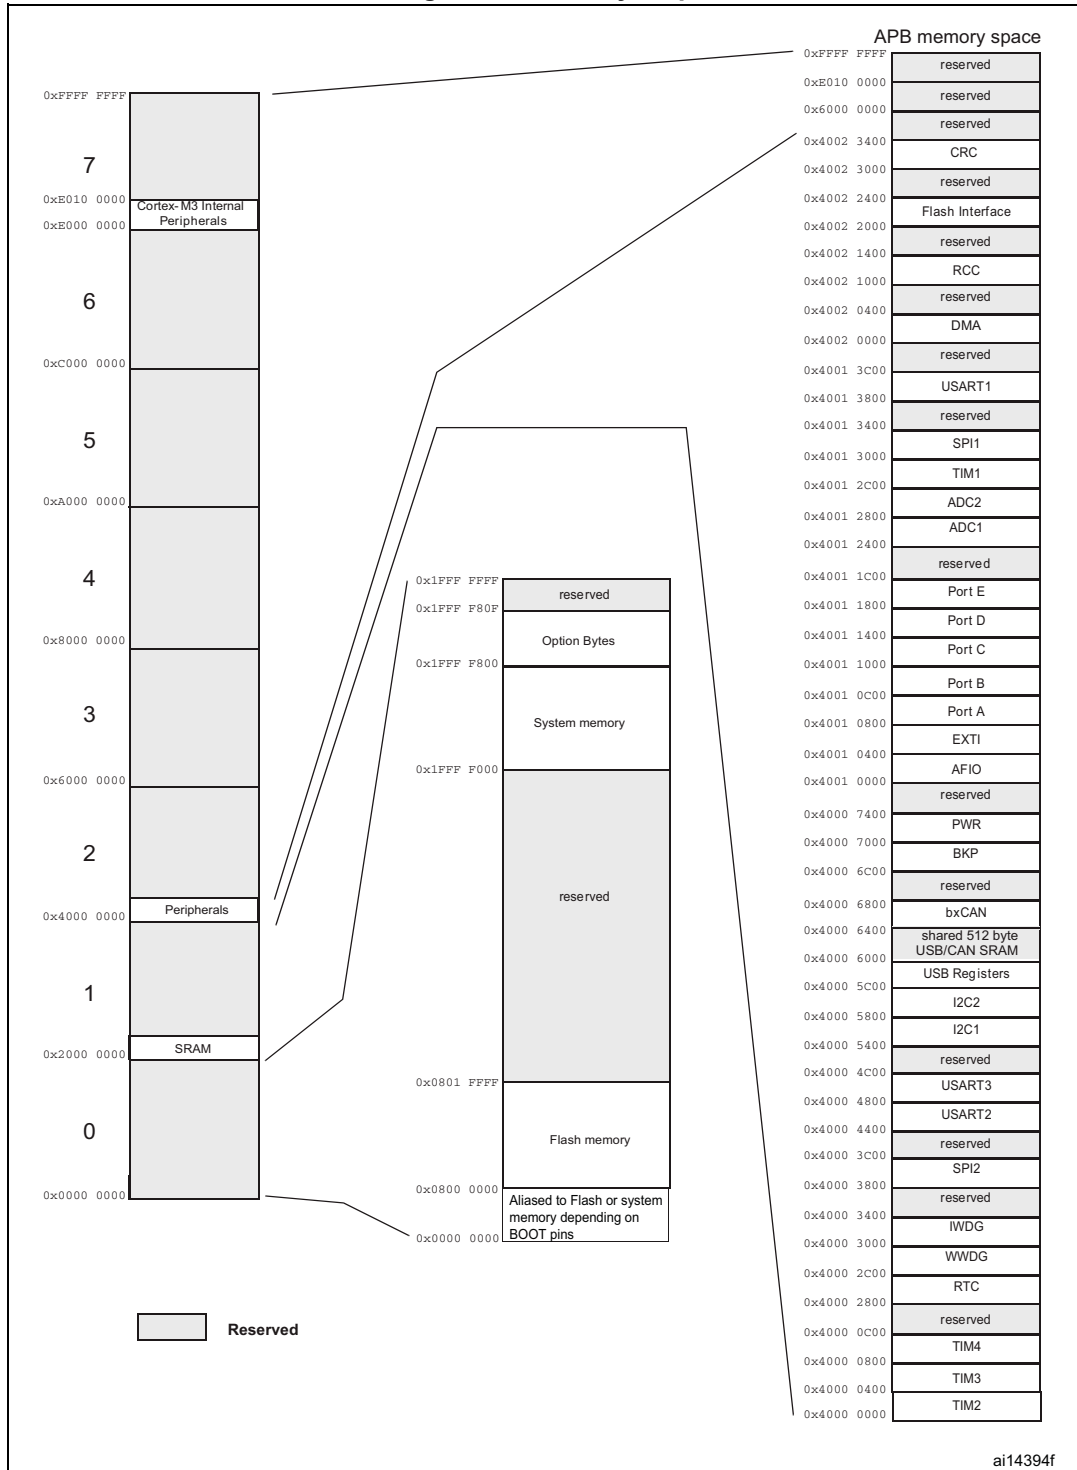 APB memory space
0xFFFF FFFF
reserved
0xE010 0000
reserved
0x6000 0000
reserved
0x4002 3400
CRC
0x4002 3000
reserved
0x4002 2400
Flash Interface
0x4002 2000
reserved
0x4002 1400
RCC
0x4002 1000
reserved
0x4002 0400
DMA
0x4002 0000
reserved
0x4001 3C00
USART1
0x4001 3800
reserved
0x4001 3400
SPI1
0x4001 3000
TIM1
0x4001 2C00
ADC2
0x4001 2800
ADC1
0x4001 2400
reserved
0x4001 1C00
Port E
0x4001 1800
Port D
0x4001 1400
Port C
0x4001 1000
Port B
0x4001 0C00
Port A
0x4001 0800
EXTI
0x4001 0400
AFIO
0x4001 0000
reserved
0x4000 7400
PWR
0x4000 7000
BKP
0x4000 6C00
reserved
0x4000 6800
bxCAN
0x4000 6400
shared 512 byte
USB/CAN SRAM
0x4000 6000
USB Registers
0x4000 5C00
I2C2
0x4000 5800
I2C1
0x4000 5400
reserved
0x4000 4C00
USART3
0x4000 4800
USART2
0x4000 4400
reserved
0x4000 3C00
SPI2
0x4000 3800
reserved
0x4000 3400
IWDG
0x4000 3000
WWDG
0x4000 2C00
RTC
0x4000 2800
reserved
0x4000 0C00
TIM4
0x4000 0800
TIM3
0x4000 0400
TIM2
0x4000 0000
0xFFFF FFFF
7
0xE010 0000
Cortex-M3 Internal
Peripherals
0xE000 0000
6
0xC000 0000
5
0xA000 0000
4
0x8000 0000
3
0x6000 0000
2
Peripherals
0x4000 0000
1
SRAM
0x2000 0000
0
0x0000 0000
0x1FFF FFFF
reserved
0x1FFF F80F
Option Bytes
0x1FFF F800
System memory
0x1FFF F000
reserved
0x0801 FFFF
Flash memory
0x0800 0000
Aliased to Flash or system
memory depending on
BOOT pins
0x0000 0000
Reserved
ai14394f